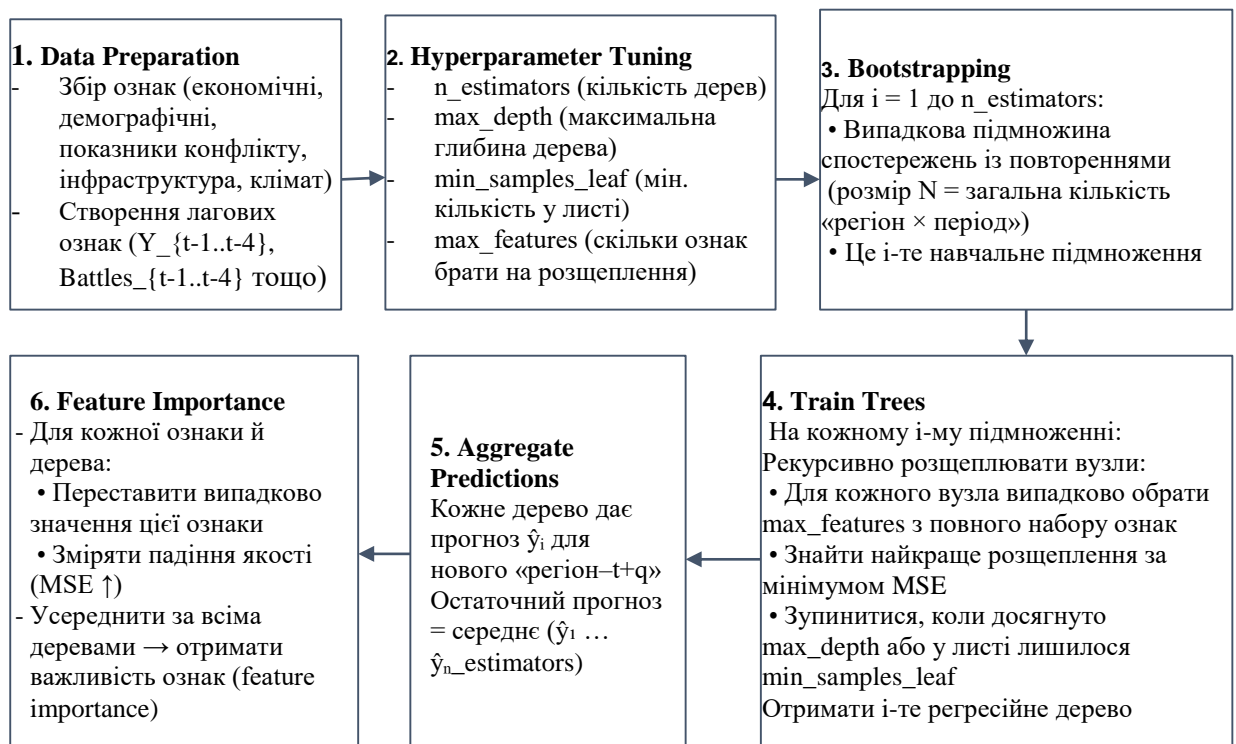 1. Data Preparation
- Збір ознак (економічні,
демографічні,
показники конфлікту,
інфраструктура, клімат)
- Створення лагових
ознак (Y_{t-1..t-4},
Battles_{t-1..t-4} тощо)
2. Hyperparameter Tuning
- n_estimators (кількість дерев)
- max_depth (максимальна
глибина дерева)
- min_samples_leaf (мін.
кількість у листі)
- max_features (скільки ознак
брати на розщеплення)
3. Bootstrapping
Для i = 1 до n_estimators:
• Випадкова підмножина
спостережень із повтореннями
(розмір N = загальна кількість
«регіон × період»)
• Це i-те навчальне підмноження
4. Train Trees
На кожному i-му підмноженні:
Рекурсивно розщеплювати вузли:
• Для кожного вузла випадково обрати
max_features з повного набору ознак
• Знайти найкраще розщеплення за
мінімумом MSE
• Зупинитися, коли досягнуто
max_depth або у листі лишилося
min_samples_leaf
Отримати i-те регресійне дерево
5. Aggregate
Predictions
Кожне дерево дає
прогноз ŷᵢ для
нового «регіон–t+q»
Остаточний прогноз
= середнє (ŷ₁ …
ŷₙ_estimators)
6. Feature Importance
- Для кожної ознаки й
дерева:
• Переставити випадково
значення цієї ознаки
• Зміряти падіння якості
(MSE ↑)
- Усереднити за всіма
деревами → отримати
важливість ознак (feature
importance)